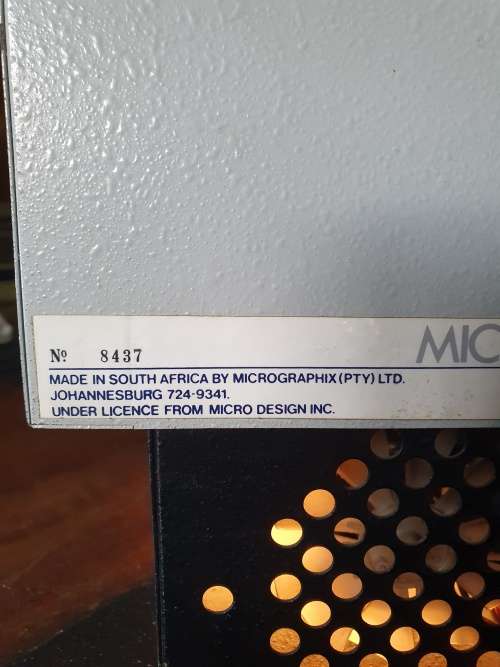 MIC
Nº 8437
MADE IN SOUTH AFRICA BY MICROGRAPHIX (PTY) LTD.
JOHANNESBURG 724-9341.
UNDER LICENCE FROM MICRO DESIGN INC.